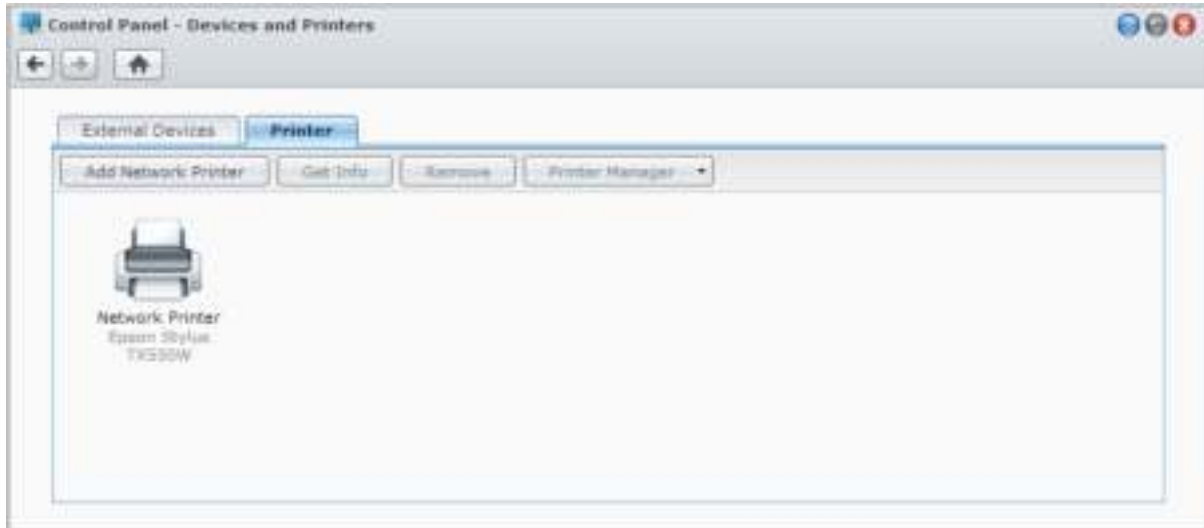 Control Panel - Devices and Printers
External Devices Printer
Add Network Printer Get Info Remove Printer Manager
Network Printer
Epson Stylus
TX550W